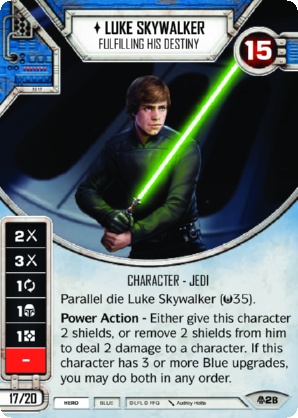 LUKE SKYWALKER
FULFILLING HIS DESTINY
15
2
3
1
1
1
-
CHARACTER - JEDI
Parallel die Luke Skywalker (35).
Power Action - Either give this character
2 shields, or remove 2 shields from him
to deal 2 damage to a character. If this
character has 3 or more Blue upgrades,
you may do both in any order.
17/20
HERO
BLUE
Audrey Hotte
2B